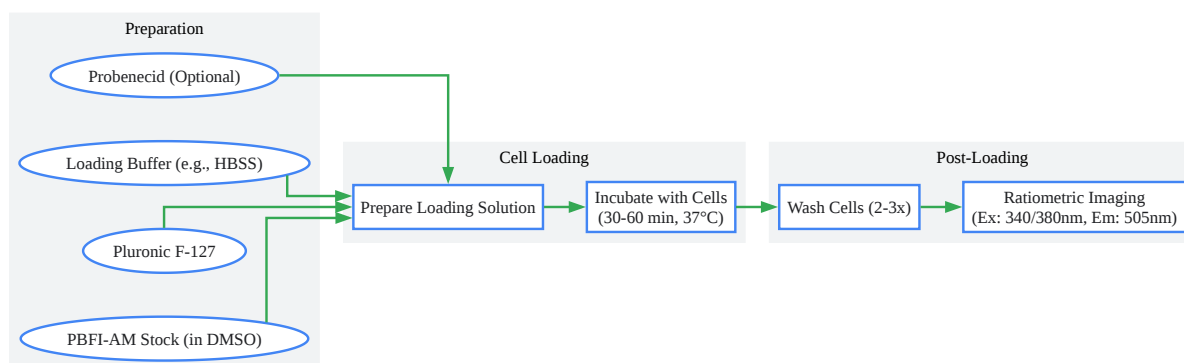 Preparation
Probenecid (Optional)
Loading Buffer (e.g., HBSS)
Pluronic F-127
PBFI-AM Stock (in DMSO)
Cell Loading
Prepare Loading Solution
Incubate with Cells
(30-60 min, 37°C)
Post-Loading
Wash Cells (2-3x)
Ratiometric Imaging
(Ex: 340/380nm, Em: 505nm)